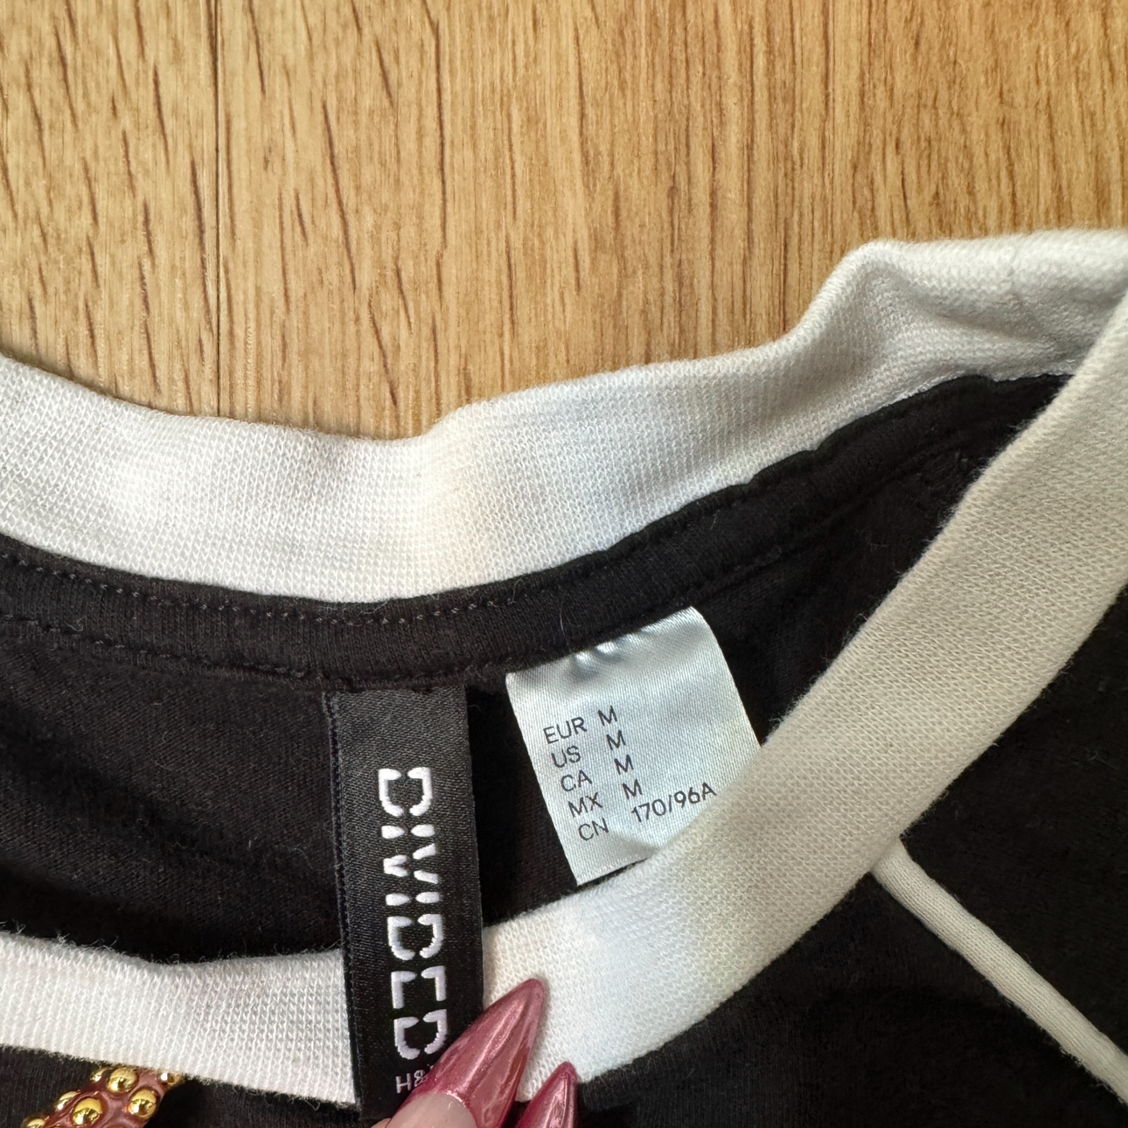 DIVIDED
EUR M
US M
CA M
MX M
CN 170/96A